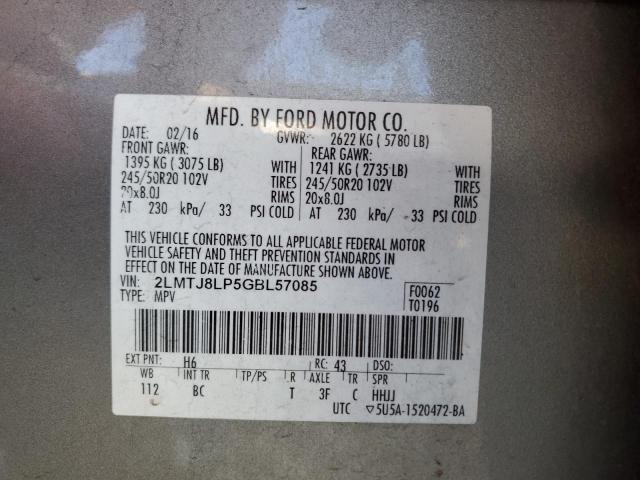 MFD. BY FORD MOTOR CO.
DATE: 02/16 GVWR: 2622 KG ( 5780 LB)
FRONT GAWR: REAR GAWR:
1395 KG ( 3075 LB) WITH 1241 KG ( 2735 LB) WITH
245/50R20 102V TIRES 245/50R20 102V TIRES
20x8.0J RIMS 20x8.0J RIMS
AT 230 kPa/ 33 PSI COLD AT 230 kPa/ 33 PSI COLD
THIS VEHICLE CONFORMS TO ALL APPLICABLE FEDERAL MOTOR
VEHICLE SAFETY AND THEFT PREVENTION STANDARDS IN
EFFECT ON THE DATE OF MANUFACTURE SHOWN ABOVE.
VIN: 2LMTJ8LP5GBL57085 F0062
TYPE: MPV T0196
EXT PNT: H6 RC: 43 DSO:
WB INT TR TP/PS R AXLE TR SPR
112 BC T 3F C HHJJ
UTC ▽5U5A-1520472-BA